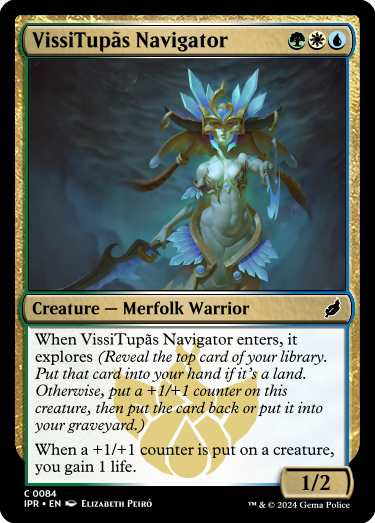 VissiTupãs Navigator
Creature — Merfolk Warrior
When VissiTupãs Navigator enters, it
explores (Reveal the top card of your library.
Put that card into your hand if it's a land.
Otherwise, put a +1/+1 counter on this
creature, then put the card back or put it into
your graveyard.)
When a +1/+1 counter is put on a creature,
you gain 1 life.
1/2
C 0084
IPR • EN Elizabeth Peiró
™ & © 2024 Gema Police